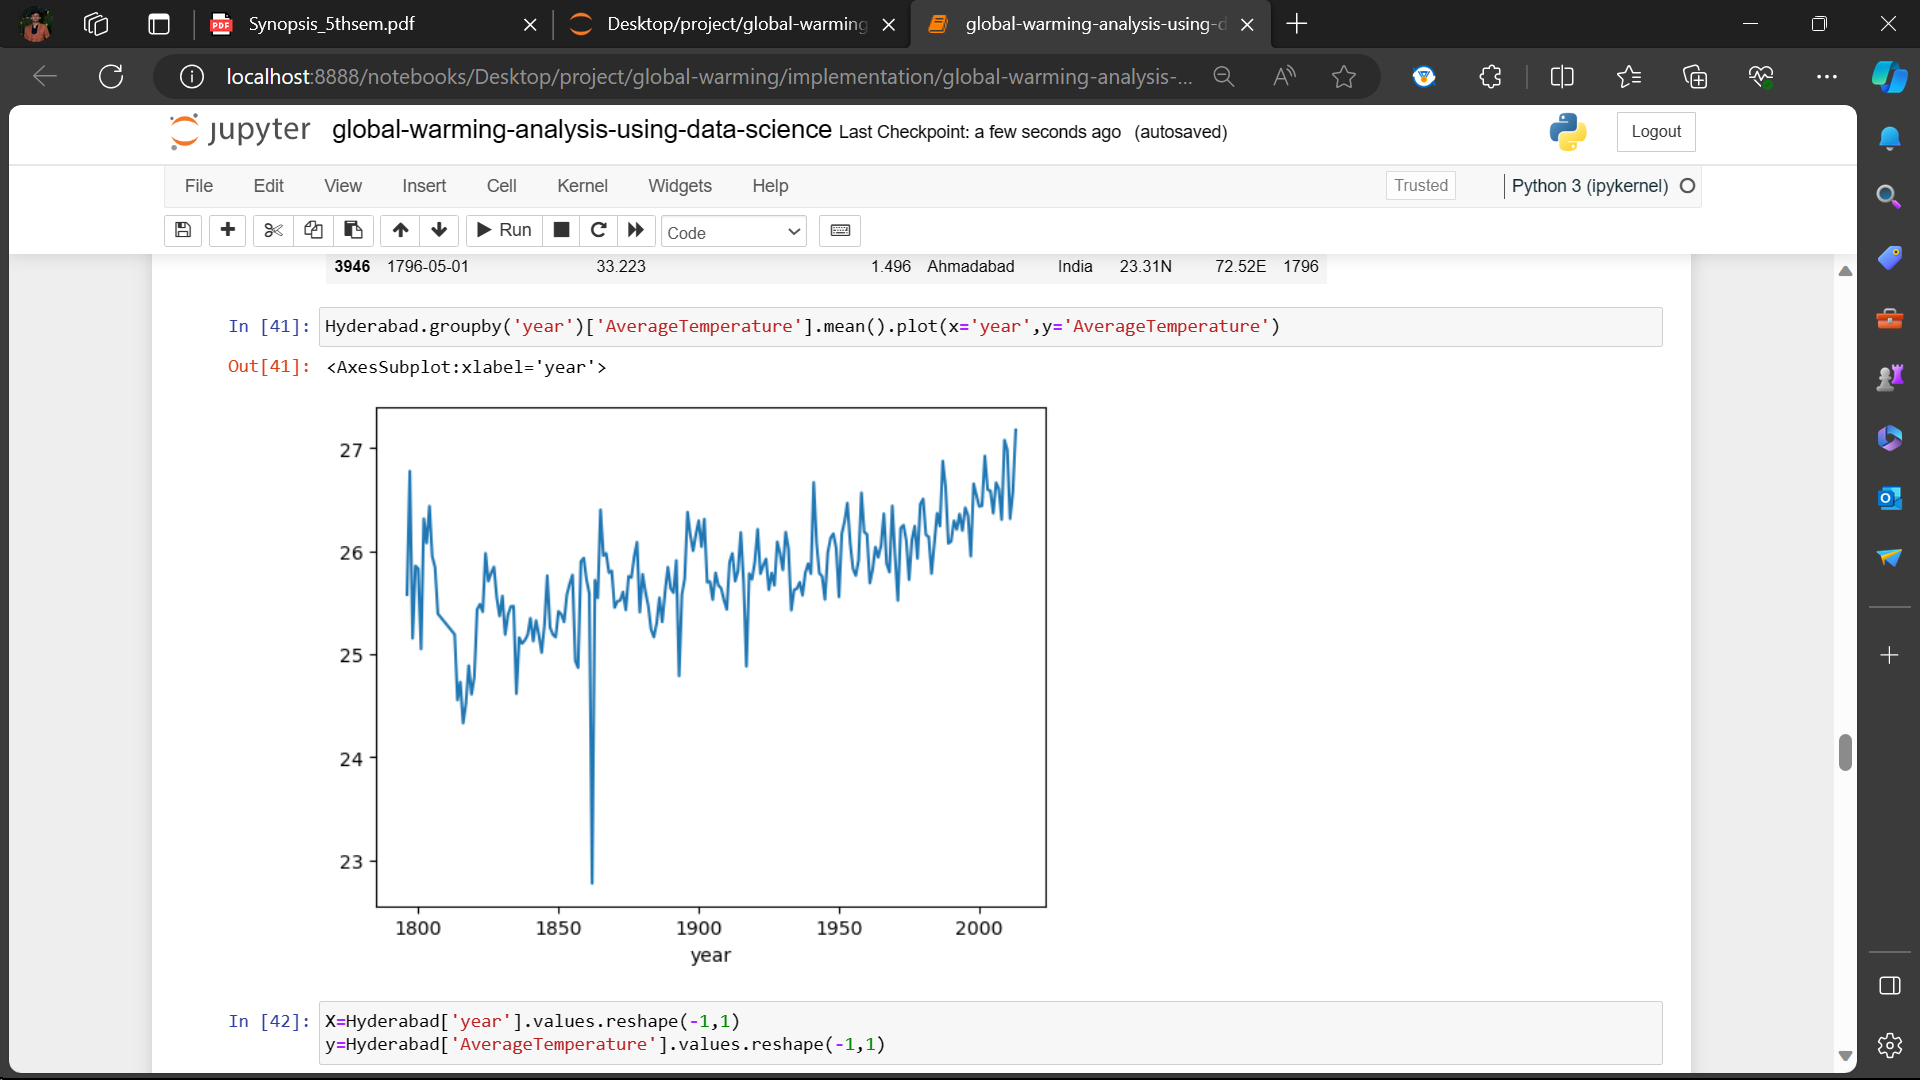 Synopsis_5thsem.pdf
Desktop/project/global-warming
global-warming-analysis-using-d
localhost:8888/notebooks/Desktop/project/global-warming/implementation/global-warming-analysis-...
jupyter global-warming-analysis-using-data-science Last Checkpoint: a few seconds ago (autosaved)
Logout
File Edit View Insert Cell Kernel Widgets Help
Trusted
Python 3 (ipykernel)
Run
Code
3946 1796-05-01 33.223 1.496 Ahmadabad India 23.31N 72.52E 1796
In [41]: Hyderabad.groupby('year')['AverageTemperature'].mean().plot(x='year',y='AverageTemperature')
Out[41]: <AxesSubplot:xlabel='year'>
27
26
25
24
23
1800 1850 1900 1950 2000
year
In [42]: X=Hyderabad['year'].values.reshape(-1,1)
y=Hyderabad['AverageTemperature'].values.reshape(-1,1)